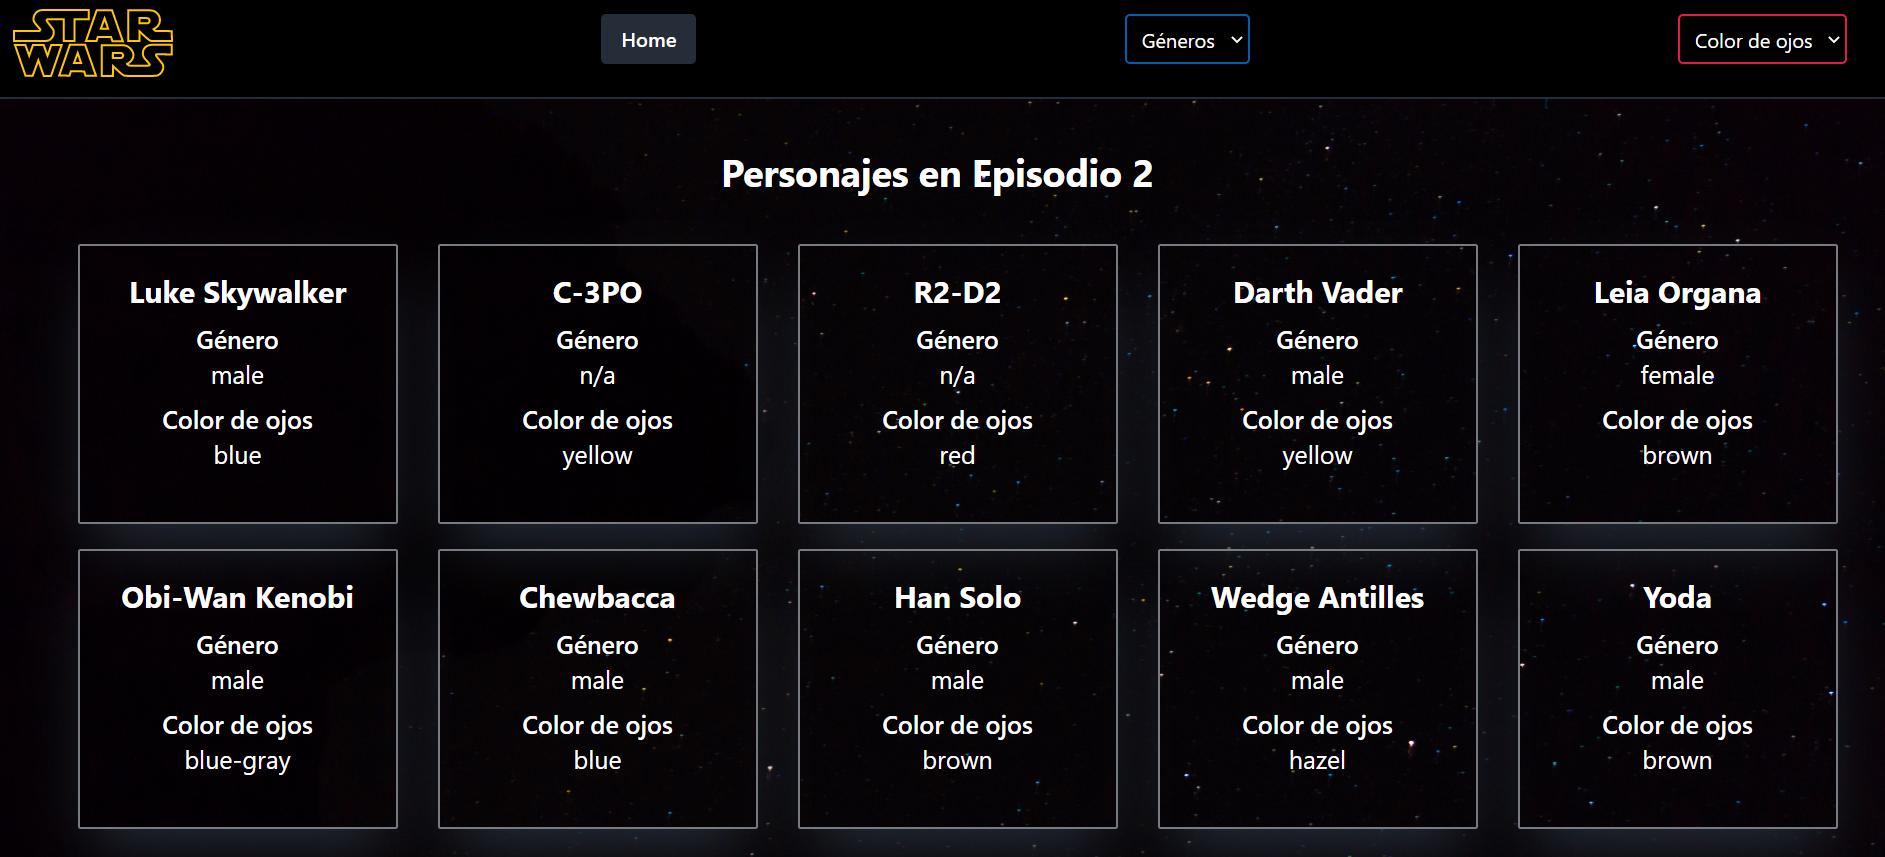 STAR
WARS
Home
Géneros
Color de ojos
Personajes en Episodio 2
Luke Skywalker
Género
male
Color de ojos
blue
C-3PO
Género
n/a
Color de ojos
yellow
R2-D2
Género
n/a
Color de ojos
red
Darth Vader
Género
male
Color de ojos
yellow
Leia Organa
Género
female
Color de ojos
brown
Obi-Wan Kenobi
Género
male
Color de ojos
blue-gray
Chewbacca
Género
male
Color de ojos
blue
Han Solo
Género
male
Color de ojos
brown
Wedge Antilles
Género
male
Color de ojos
hazel
Yoda
Género
male
Color de ojos
brown